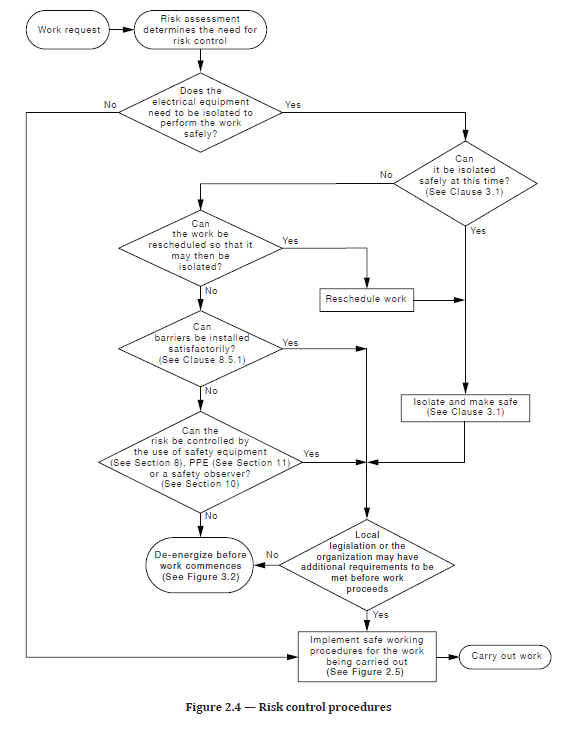 Work request
Risk assessment
determines the need for
risk control
Does the
electrical equipment
need to be isolated to
perform the work
safely?
No
Yes
Can
it be isolated
safely at this time?
(See Clause 3.1)
No
Yes
Can
the work be
rescheduled so that it
may then be
isolated?
Yes
No
Reschedule work
Can
barriers be installed
satisfactorily?
(See Clause 8.5.1)
Yes
No
Isolate and make safe
(See Clause 3.1)
Can the
risk be controlled by
the use of safety equipment
(See Section 8), PPE (See Section 11)
or a safety observer?
(See Section 10)
Yes
No
De-energize before
work commences
(See Figure 3.2)
No
Local
legislation or the
organization may have
additional requirements to be
met before work
proceeds
Yes
Implement safe working
procedures for the work
being carried out
(See Figure 2.5)
Carry out work
Figure 2.4 — Risk control procedures